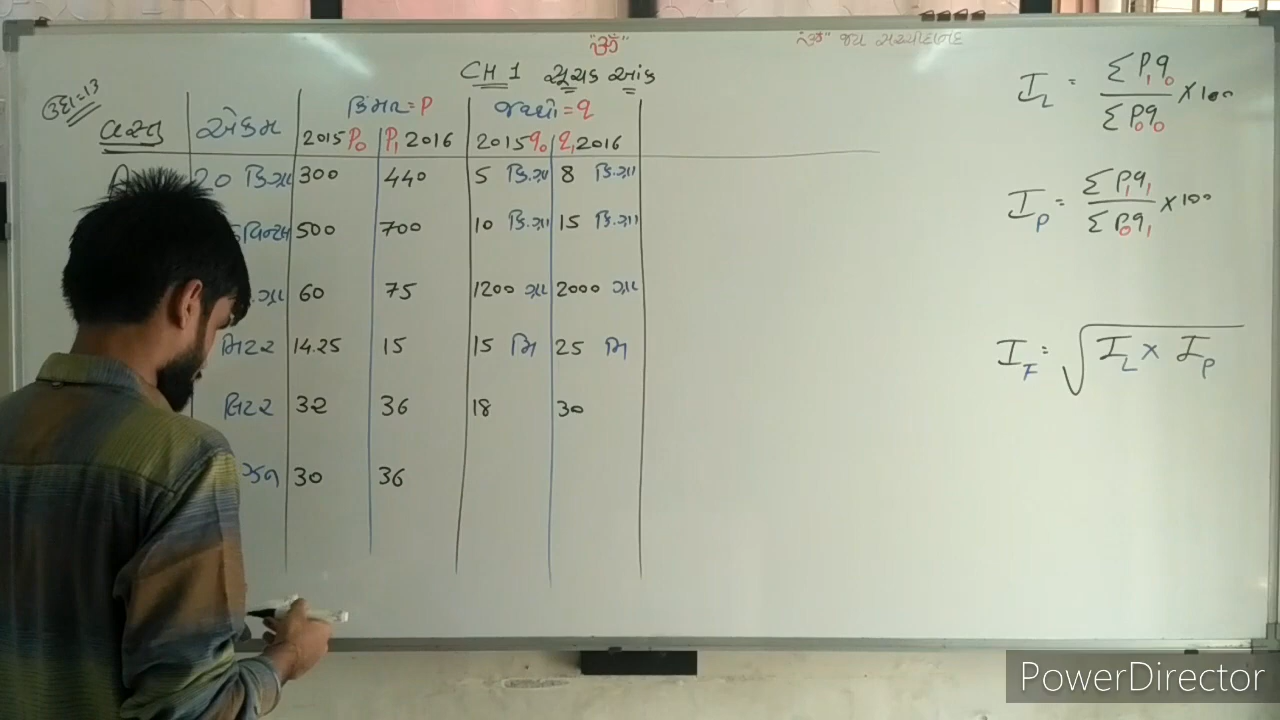 "ૐ"
"ૐ" જય
CH 1 સૂચક આંક
ઉદા=13
વસ્તુ એકમ કિંમત=P જથ્થો=q
2015 P₀ P₁ 2016 2015 q₀ q₁ 2016
A 20 કિગ્રા 300 440 5 કિ.ગ્રા 8 કિ.ગ્રા
500 700 10 કિ.ગ્રા 15 કિ.ગ્રા
.ગ્રા 60 75 1200 ગ્રા 2000 ગ્રા
મિટર 14.25 15 15 મિ 25 મિ
લિટર 32 36 18 30
ઝન 30 36
I_L = ΣP₁q₀ / ΣP₀q₀ × 100
I_P = ΣP₁q₁ / ΣP₀q₁ × 100
I_F = √(I_L × I_P)
PowerDirector